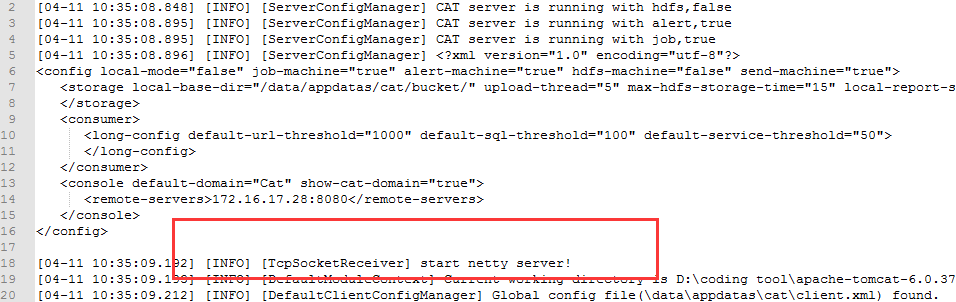 2 [04-11 10:35:08.848] [INFO] [ServerConfigManager] CAT server is running with hdfs,false
3 [04-11 10:35:08.895] [INFO] [ServerConfigManager] CAT server is running with alert,true
4 [04-11 10:35:08.895] [INFO] [ServerConfigManager] CAT server is running with job,true
5 [04-11 10:35:08.896] [INFO] [ServerConfigManager] <?xml version="1.0" encoding="utf-8"?>
6 <config local-mode="false" job-machine="true" alert-machine="true" hdfs-machine="false" send-machine="true">
7 <storage local-base-dir="/data/appdatas/cat/bucket/" upload-thread="5" max-hdfs-storage-time="15" local-report-s
8 </storage>
9 <consumer>
10 <long-config default-url-threshold="1000" default-sql-threshold="100" default-service-threshold="50">
11 </long-config>
12 </consumer>
13 <console default-domain="Cat" show-cat-domain="true">
14 <remote-servers>172.16.17.28:8080</remote-servers>
15 </console>
16 </config>
17
18 [04-11 10:35:09.192] [INFO] [TcpSocketReceiver] start netty server!
19 [04-11 10:35:09.199] [INFO] [DefaultModuleContext] Current working directory is D:\coding tool\apache-tomcat-6.0.37
20 [04-11 10:35:09.212] [INFO] [DefaultClientConfigManager] Global config file(\data\appdatas\cat\client.xml) found.